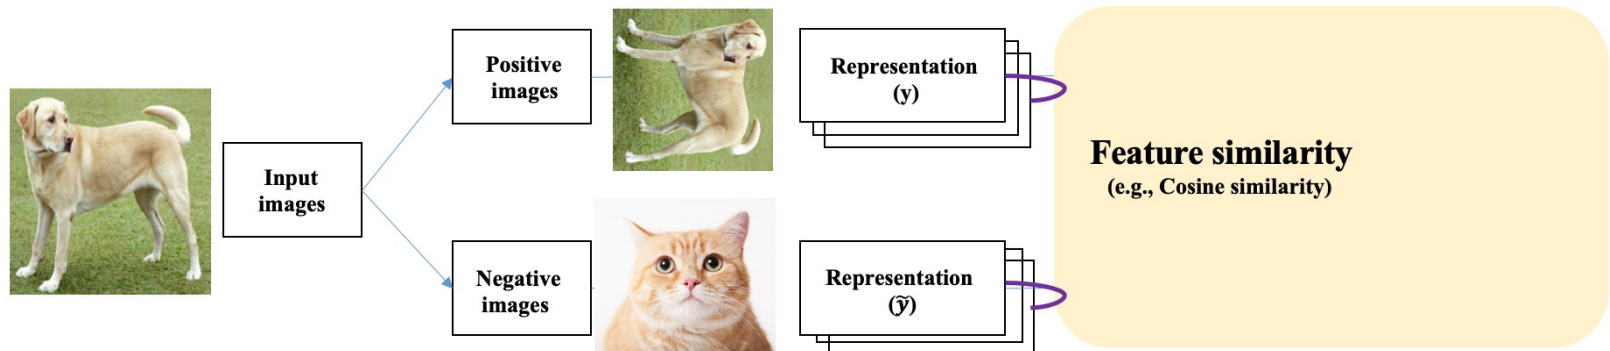 Input
images
Positive
images
Negative
images
Representation
(y)
Representation
(ỹ)
Feature similarity
(e.g., Cosine similarity)